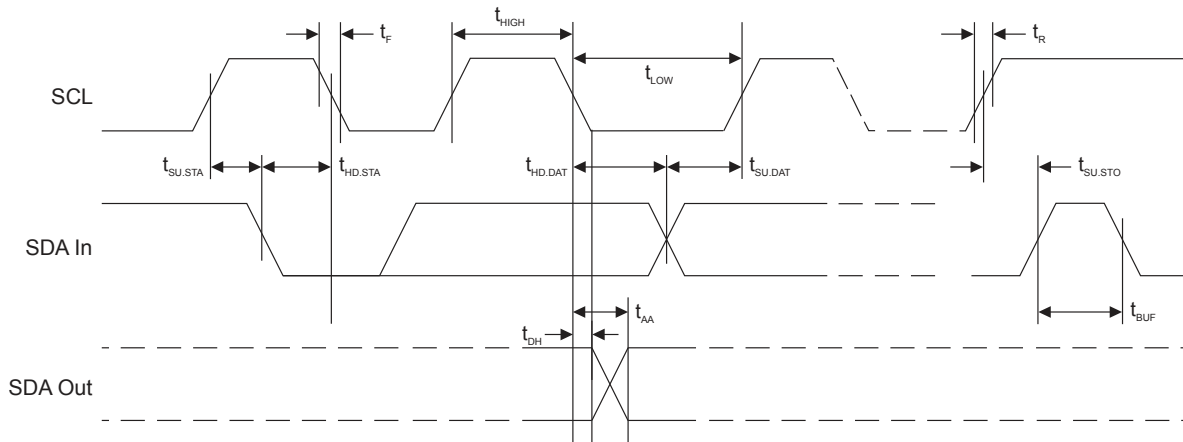 tHIGH
tF
tR
tLOW
SCL
tSU.STA
tHD.STA
tHD.DAT
tSU.DAT
tSU.STO
SDA In
tAA
tBUF
tDH
SDA Out